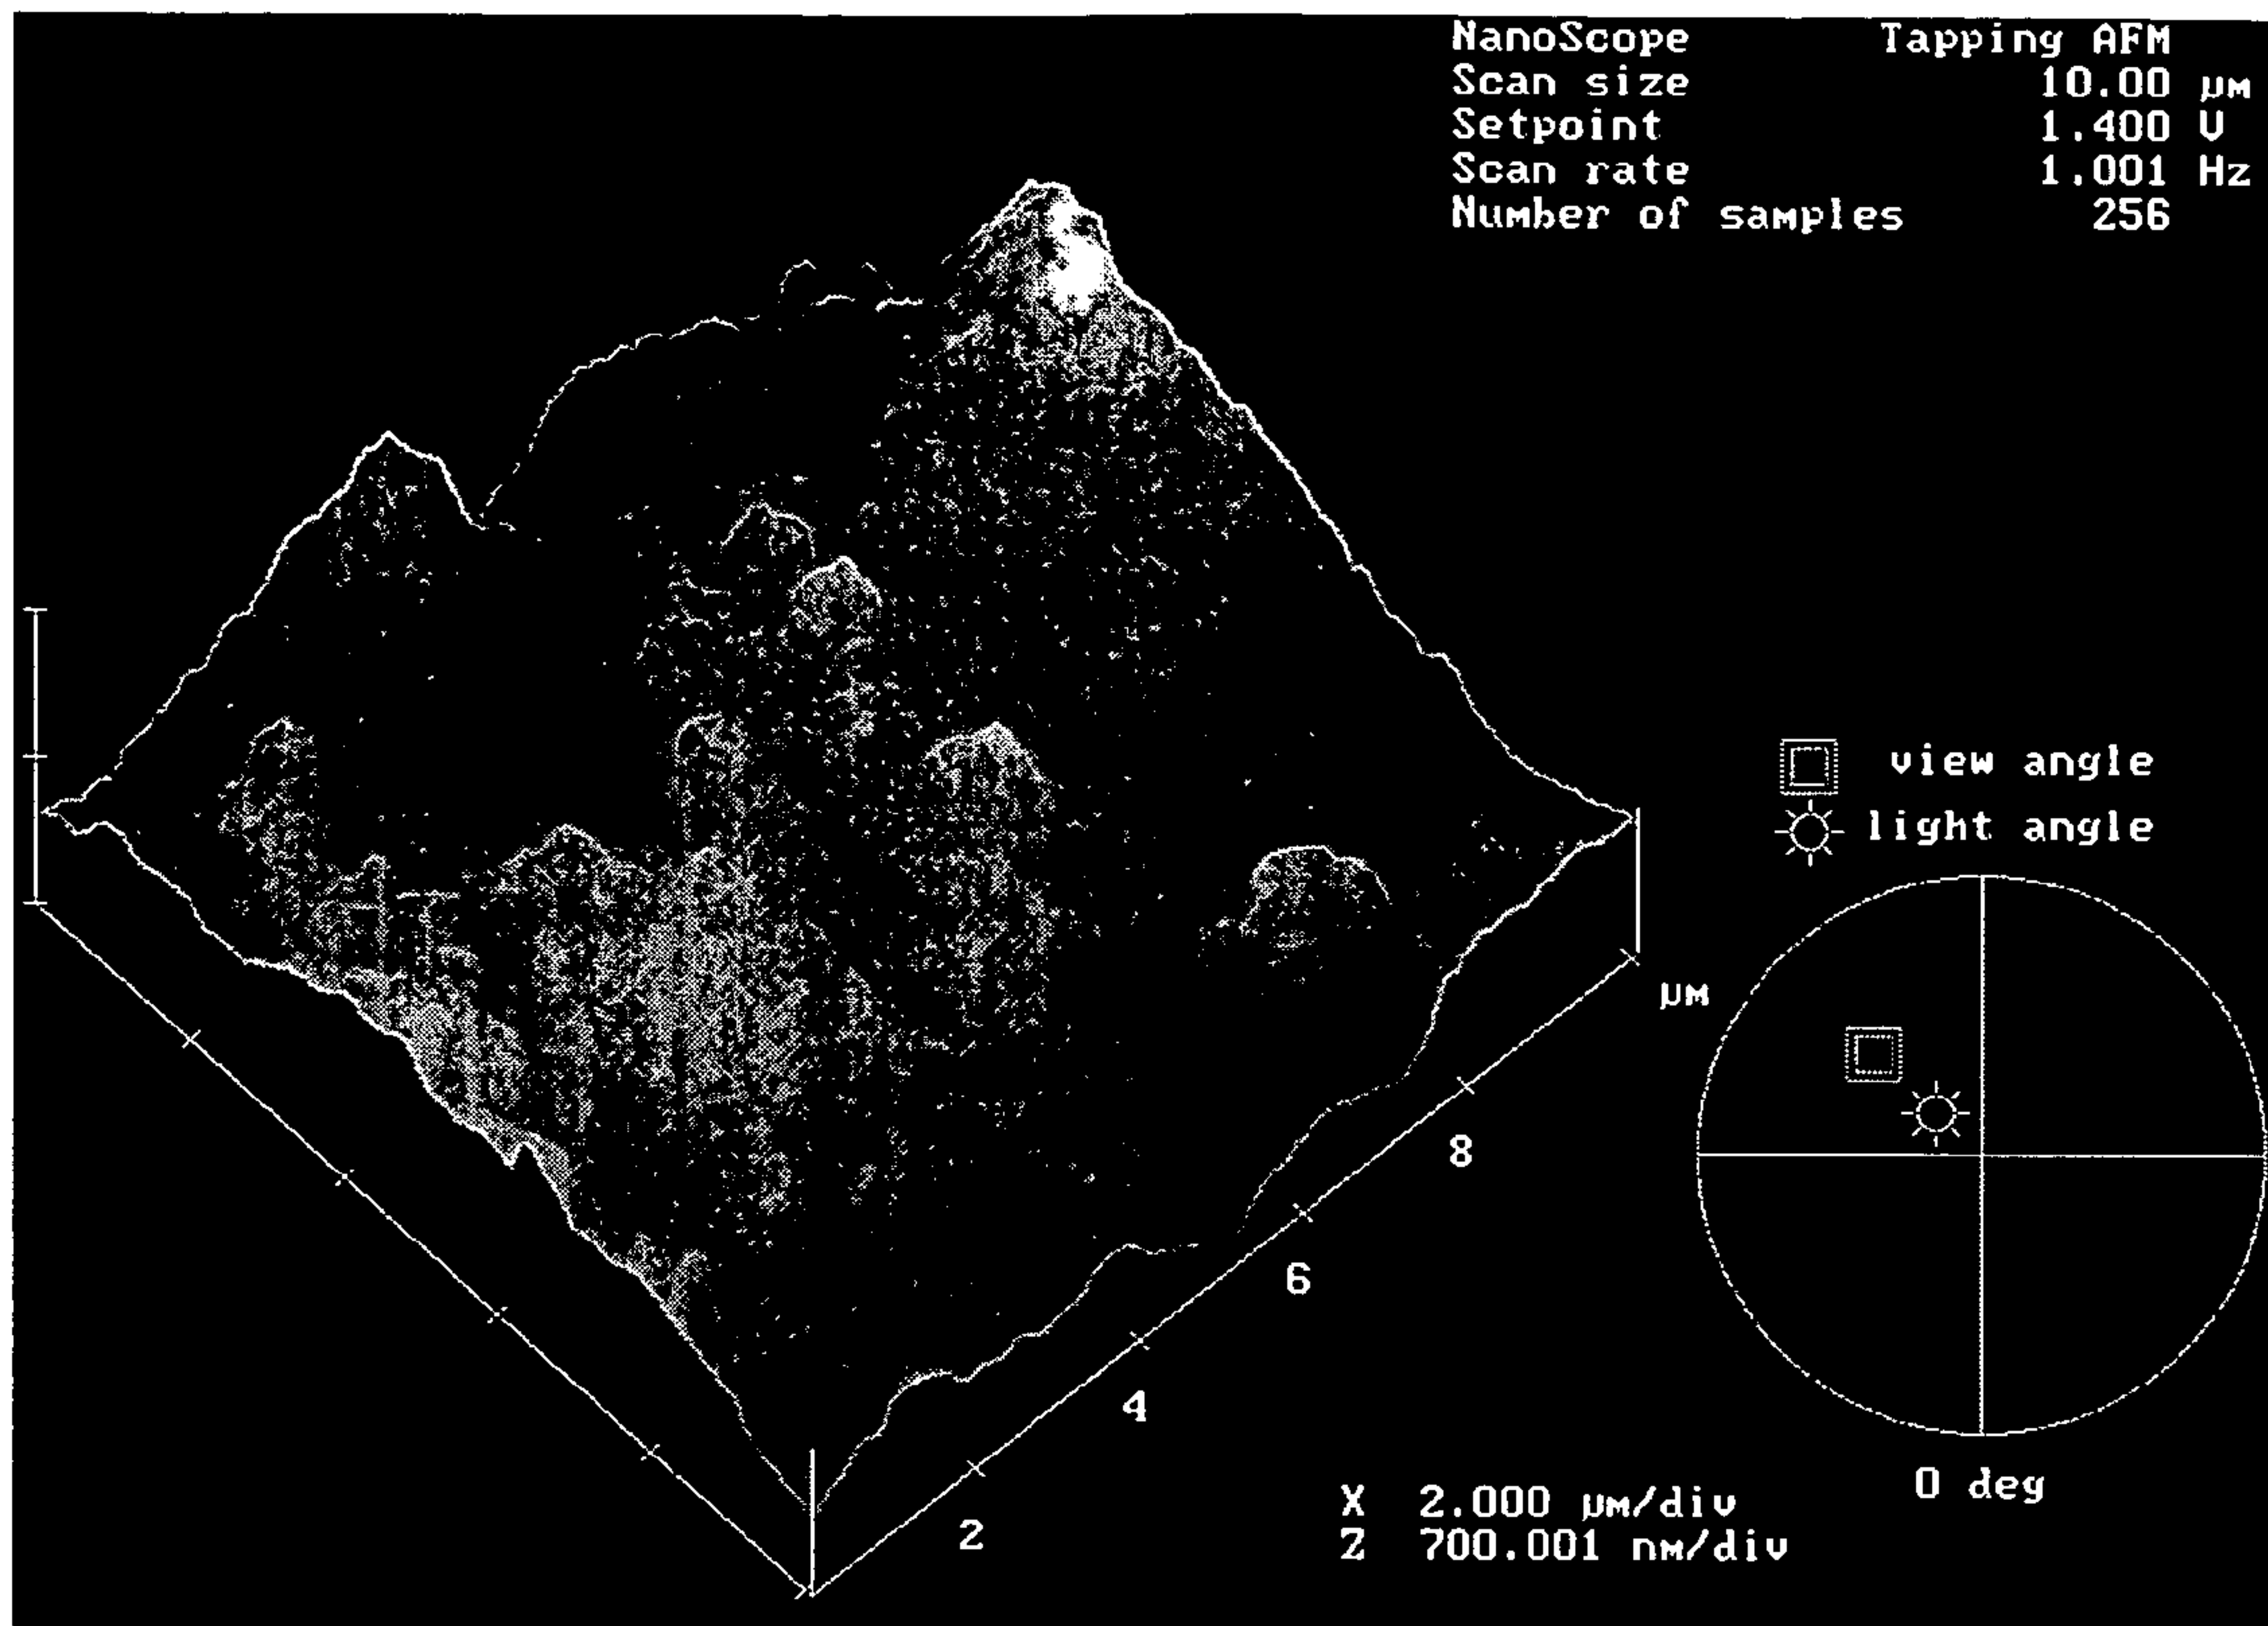 NanoScope Tapping AFM
Scan size 10.00 µm
Setpoint 1.400 V
Scan rate 1.001 Hz
Number of samples 256
view angle
light angle
µm
8
6
4
2
X 2.000 µm/div
Z 700.001 nm/div
0 deg